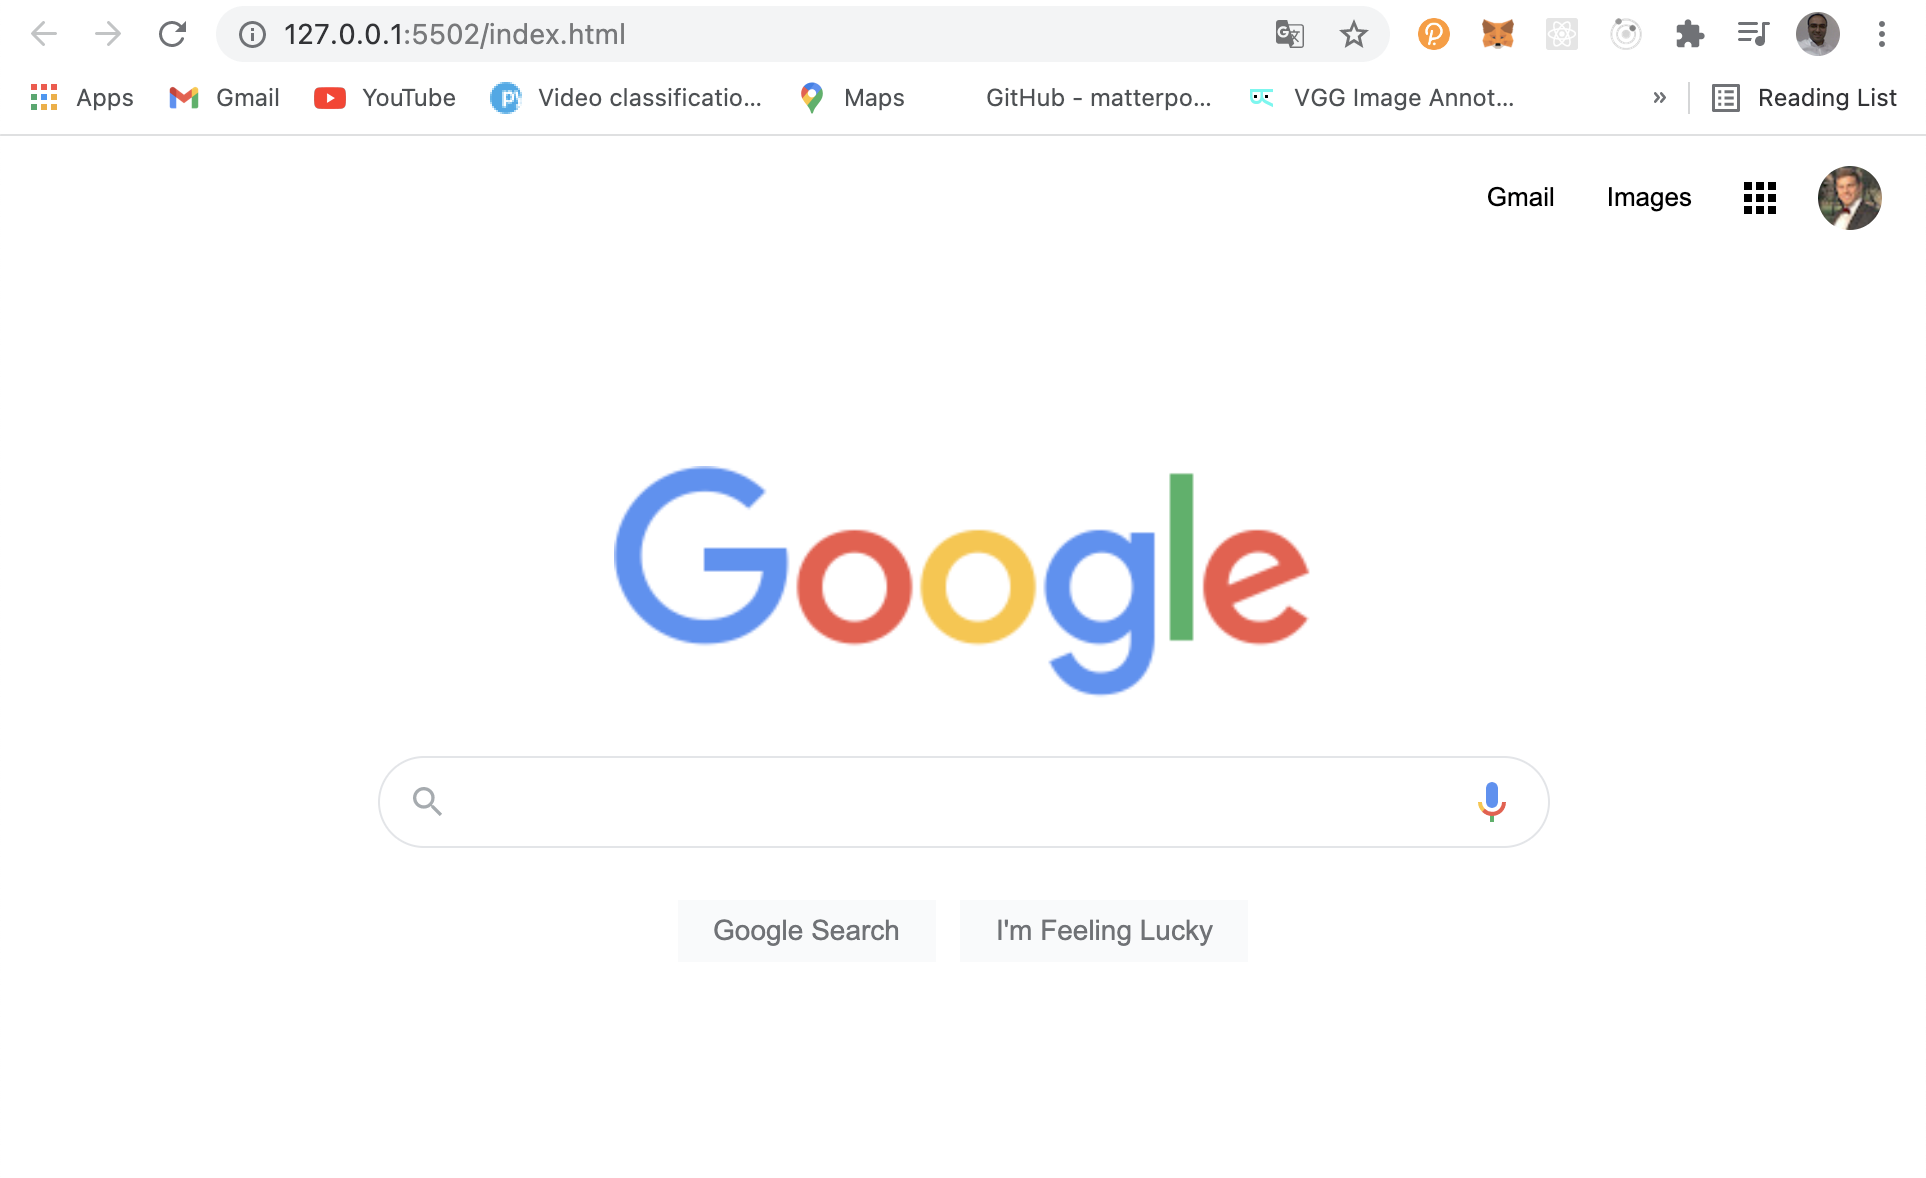 127.0.0.1:5502/index.html
Apps Gmail YouTube Video classificatio... Maps GitHub - matterpo... VGG Image Annot... » Reading List
Gmail Images
Google
Google Search I'm Feeling Lucky